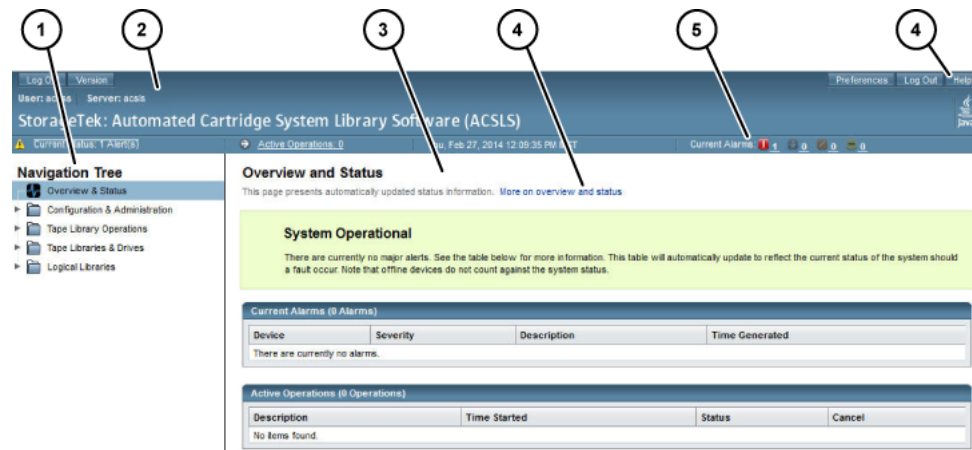 1 2 3 4 5 4
Log Out Version Preferences Log Out Help
User: acsss Server: acsls
StorageTek: Automated Cartridge System Library Software (ACSLS)
Java
Current Status: 1 Alert(s) Active Operations: 0 Thu, Feb 27, 2014 12:09:35 PM Current Alarms: 1 0 0 0
Navigation Tree
Overview & Status
Configuration & Administration
Tape Library Operations
Tape Libraries & Drives
Logical Libraries
Overview and Status
This page presents automatically updated status information. More on overview and status
System Operational
There are currently no major alerts. See the table below for more information. This table will automatically update to reflect the current status of the system should
a fault occur. Note that offline devices do not count against the system status.
Current Alarms (0 Alarms)
Device Severity Description Time Generated
There are currently no alarms.
Active Operations (0 Operations)
Description Time Started Status Cancel
No items found.